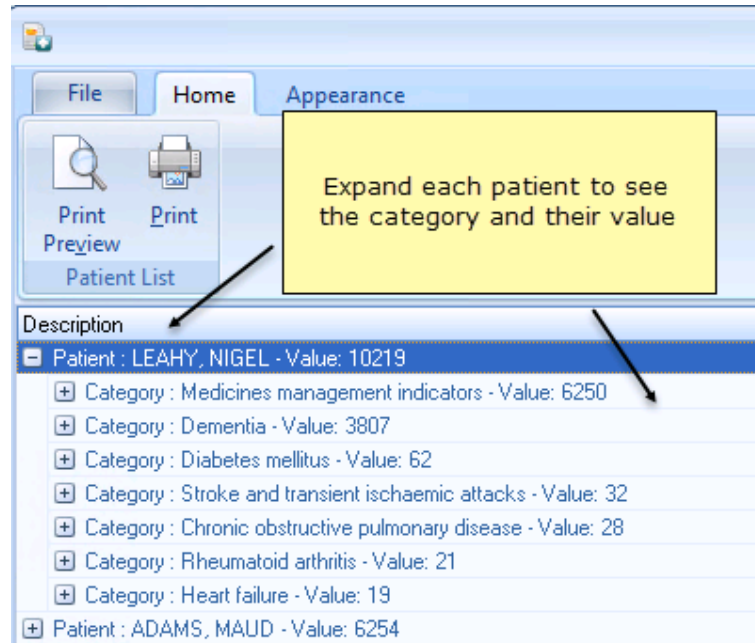 File Home Appearance
Expand each patient to see
the category and their value
Print Print
Preview
Patient List
Description
Patient : LEAHY, NIGEL - Value: 10219
Category : Medicines management indicators - Value: 6250
Category : Dementia - Value: 3807
Category : Diabetes mellitus - Value: 62
Category : Stroke and transient ischaemic attacks - Value: 32
Category : Chronic obstructive pulmonary disease - Value: 28
Category : Rheumatoid arthritis - Value: 21
Category : Heart failure - Value: 19
Patient : ADAMS, MAUD - Value: 6254